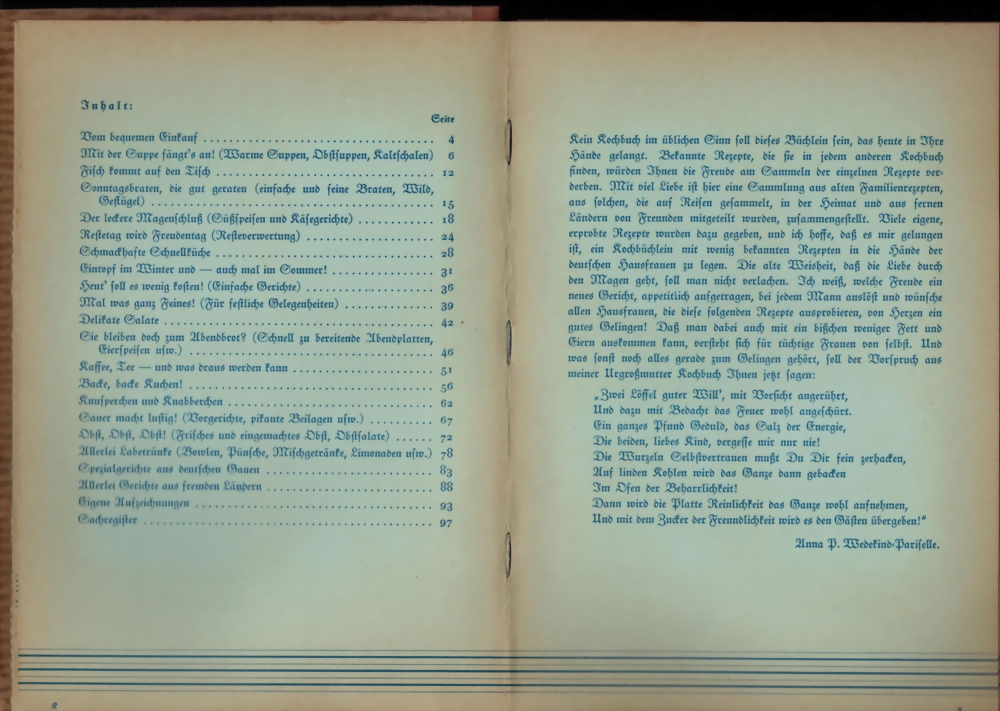 Inhalt:
Seite
Vom bequemen Einkauf . . . . . . . . . . 4
Mit der Suppe fängt's an! (Warme Suppen, Obstsuppen, Kaltschalen) 6
Fisch kommt auf den Tisch . . . . . . . . . . 12
Sonntagsbraten, die gut geraten (einfache und feine Braten, Wild,
Geflügel) . . . . . . . . . . 15
Der leckere Magenschluß (Süßspeisen und Käsegerichte) . . . . . . . . . . 18
Restetag wird Freudentag (Resteverwertung) . . . . . . . . . . 24
Schmackhafte Schnellküche . . . . . . . . . . 28
Eintopf im Winter und — auch mal im Sommer! . . . . . . . . . . 31
Heut' soll es wenig kosten! (Einfache Gerichte) . . . . . . . . . . 36
Mal was ganz Feines! (Für festliche Gelegenheiten) . . . . . . . . . . 39
Delikate Salate . . . . . . . . . . 42
Sie bleiben doch zum Abendbrot? (Schnell zu bereitende Abendplatten,
Eierspeisen usw.) . . . . . . . . . . 46
Kaffee, Tee — und was draus werden kann . . . . . . . . . . 51
Backe, backe Kuchen! . . . . . . . . . . 56
Knusperchen und Knabberchen . . . . . . . . . . 62
Sauer macht lustig! (Vorgerichte, pikante Beilagen usw.) . . . . . . . . . . 67
Obst, Obst, Obst! (Frisches und eingemachtes Obst, Obstsalate) . . . . . . 72
Allerlei Labetränke (Bowlen, Pünsche, Mischgetränke, Limonaden usw.) 78
Spezialgerichte aus deutschen Gauen . . . . . . . . . . 83
Allerlei Gerichte aus fremden Ländern . . . . . . . . . . 88
Eigene Aufzeichnungen . . . . . . . . . . 93
Sachregister . . . . . . . . . . 97
2
Kein Kochbuch im üblichen Sinn soll dieses Büchlein sein, das heute in Ihre
Hände gelangt. Bekannte Rezepte, die sie in jedem anderen Kochbuch
finden, würden Ihnen die Freude am Sammeln der einzelnen Rezepte ver-
derben. Mit viel Liebe ist hier eine Sammlung aus alten Familienrezepten,
aus solchen, die auf Reisen gesammelt, in der Heimat und aus fernen
Ländern von Freunden mitgeteilt wurden, zusammengestellt. Viele eigene,
erprobte Rezepte wurden dazu gegeben, und ich hoffe, daß es mir gelungen
ist, ein Kochbüchlein mit wenig bekannten Rezepten in die Hände der
deutschen Hausfrauen zu legen. Die alte Weisheit, daß die Liebe durch
den Magen geht, soll man nicht verlachen. Ich weiß, welche Freude ein
neues Gericht, appetitlich aufgetragen, bei jedem Mann auslöst und wünsche
allen Hausfrauen, die diese folgenden Rezepte ausprobieren, von Herzen ein
gutes Gelingen! Daß man dabei auch mit ein bißchen weniger Fett und
Eiern auskommen kann, versteht sich für tüchtige Frauen von selbst. Und
was sonst noch alles gerade zum Gelingen gehört, soll der Vorspruch aus
meiner Urgroßmutter Kochbuch Ihnen jetzt sagen:
„Zwei Löffel guter Will', mit Vorsicht angerührt,
Und dazu mit Bedacht das Feuer wohl angeschürt.
Ein ganzes Pfund Geduld, das Salz der Energie,
Die beiden, liebes Kind, vergesse mir nur nie!
Die Wurzeln Selbstvertrauen mußt Du Dir fein zerhacken,
Auf linden Kohlen wird das Ganze dann gebacken
Im Ofen der Beharrlichkeit!
Dann wird die Platte Reinlichkeit das Ganze wohl aufnehmen,
Und mit dem Zucker der Freundlichkeit wird es den Gästen übergeben!“
Anna P. Wedekind-Pariselle.